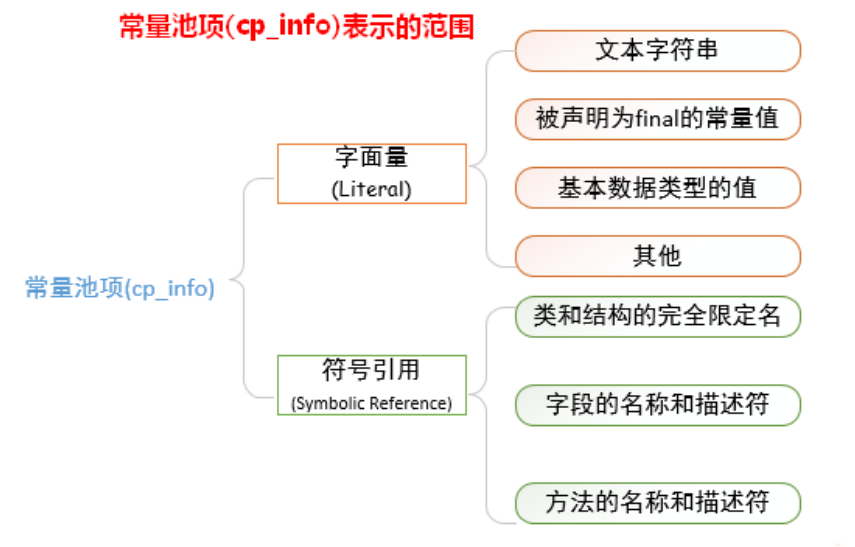 常量池项(cp_info)表示的范围
常量池项(cp_info)
字面量
(Literal)
文本字符串
被声明为final的常量值
基本数据类型的值
其他
符号引用
(Symbolic Reference)
类和结构的完全限定名
字段的名称和描述符
方法的名称和描述符